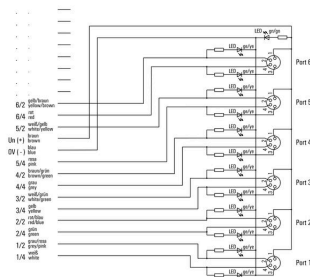 LED gn/ge
LED ge/ye
Port 6
LED ge/ye
LED ge/ye
Port 5
LED ge/ye
LED ge/ye
Port 4
LED ge/ye
LED ge/ye
Port 3
LED ge/ye
LED ge/ye
Port 2
LED ge/ye
LED ge/ye
Port 1
LED ge/ye
6/2 gelb/braun yellow/brown
6/4 rot red
5/2 weiß/gelb white/yellow
Un (+) braun brown
0V (-) blau blue
5/4 rosa pink
4/2 braun/grün brown/green
4/4 grau grey
3/2 weiß/grün white/green
3/4 gelb yellow
2/2 rot/blau red/blue
2/4 grün green
1/2 grau/rosa grey/pink
1/4 weiß white